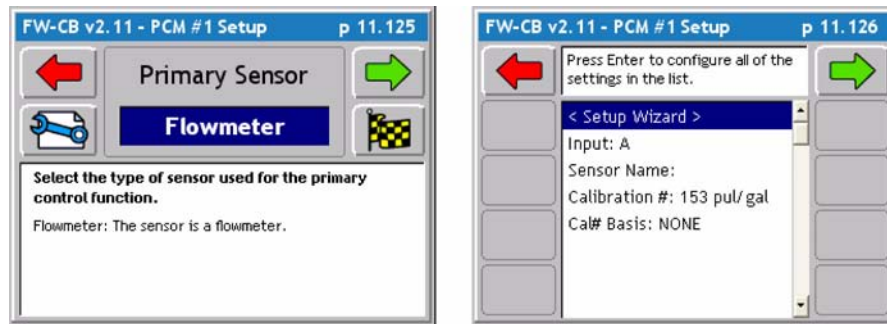 FW-CB v2.11 - PCM #1 Setup p 11.125
Primary Sensor
Flowmeter
Select the type of sensor used for the primary
control function.
Flowmeter: The sensor is a flowmeter.
FW-CB v2.11 - PCM #1 Setup p 11.126
Press Enter to configure all of the
settings in the list.
< Setup Wizard >
Input: A
Sensor Name:
Calibration #: 153 pul/gal
Cal# Basis: NONE